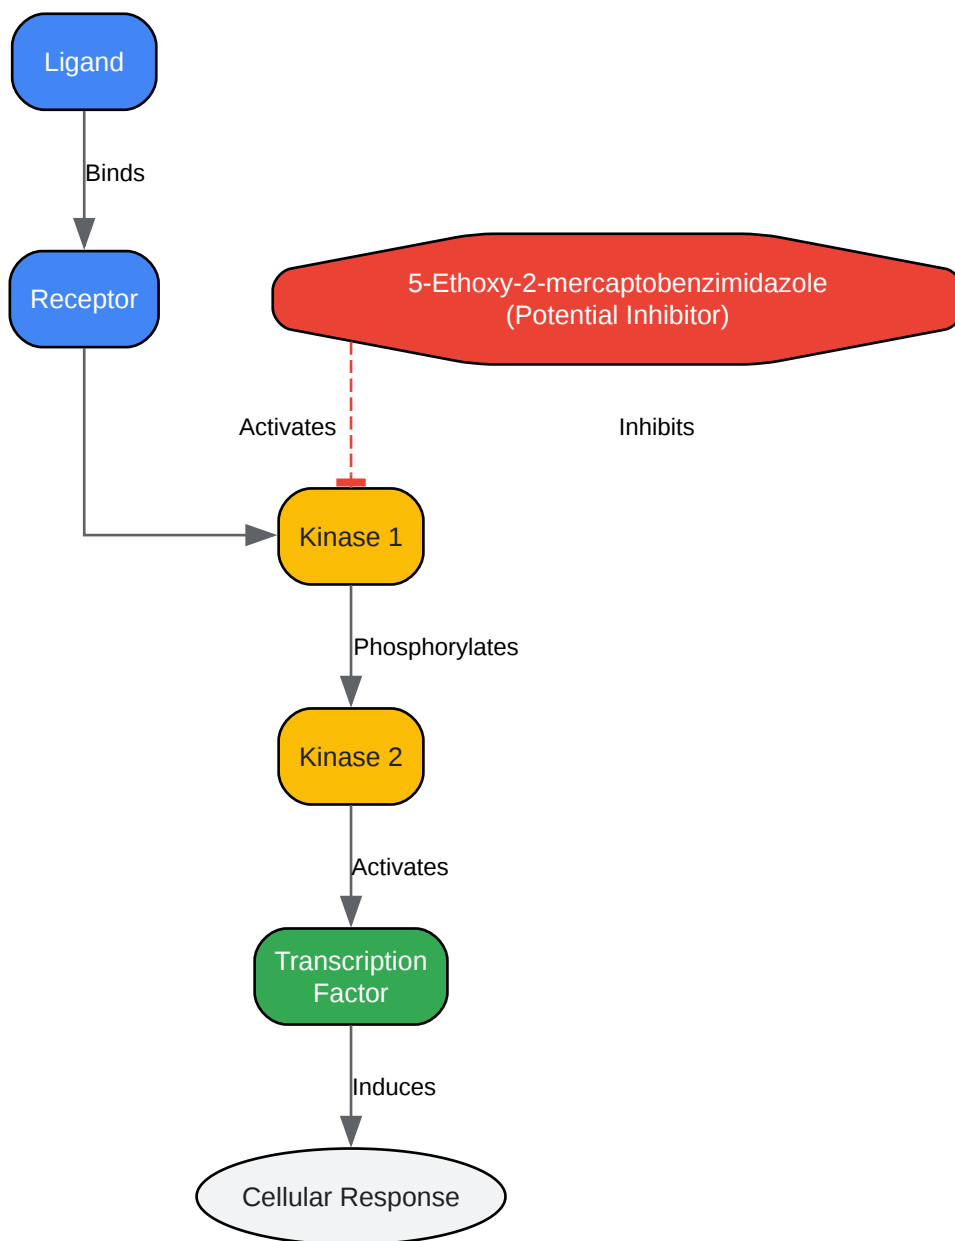 Ligand
Binds
Receptor
5-Ethoxy-2-mercaptobenzimidazole
(Potential Inhibitor)
Activates
Inhibits
Kinase 1
Phosphorylates
Kinase 2
Activates
Transcription
Factor
Induces
Cellular Response